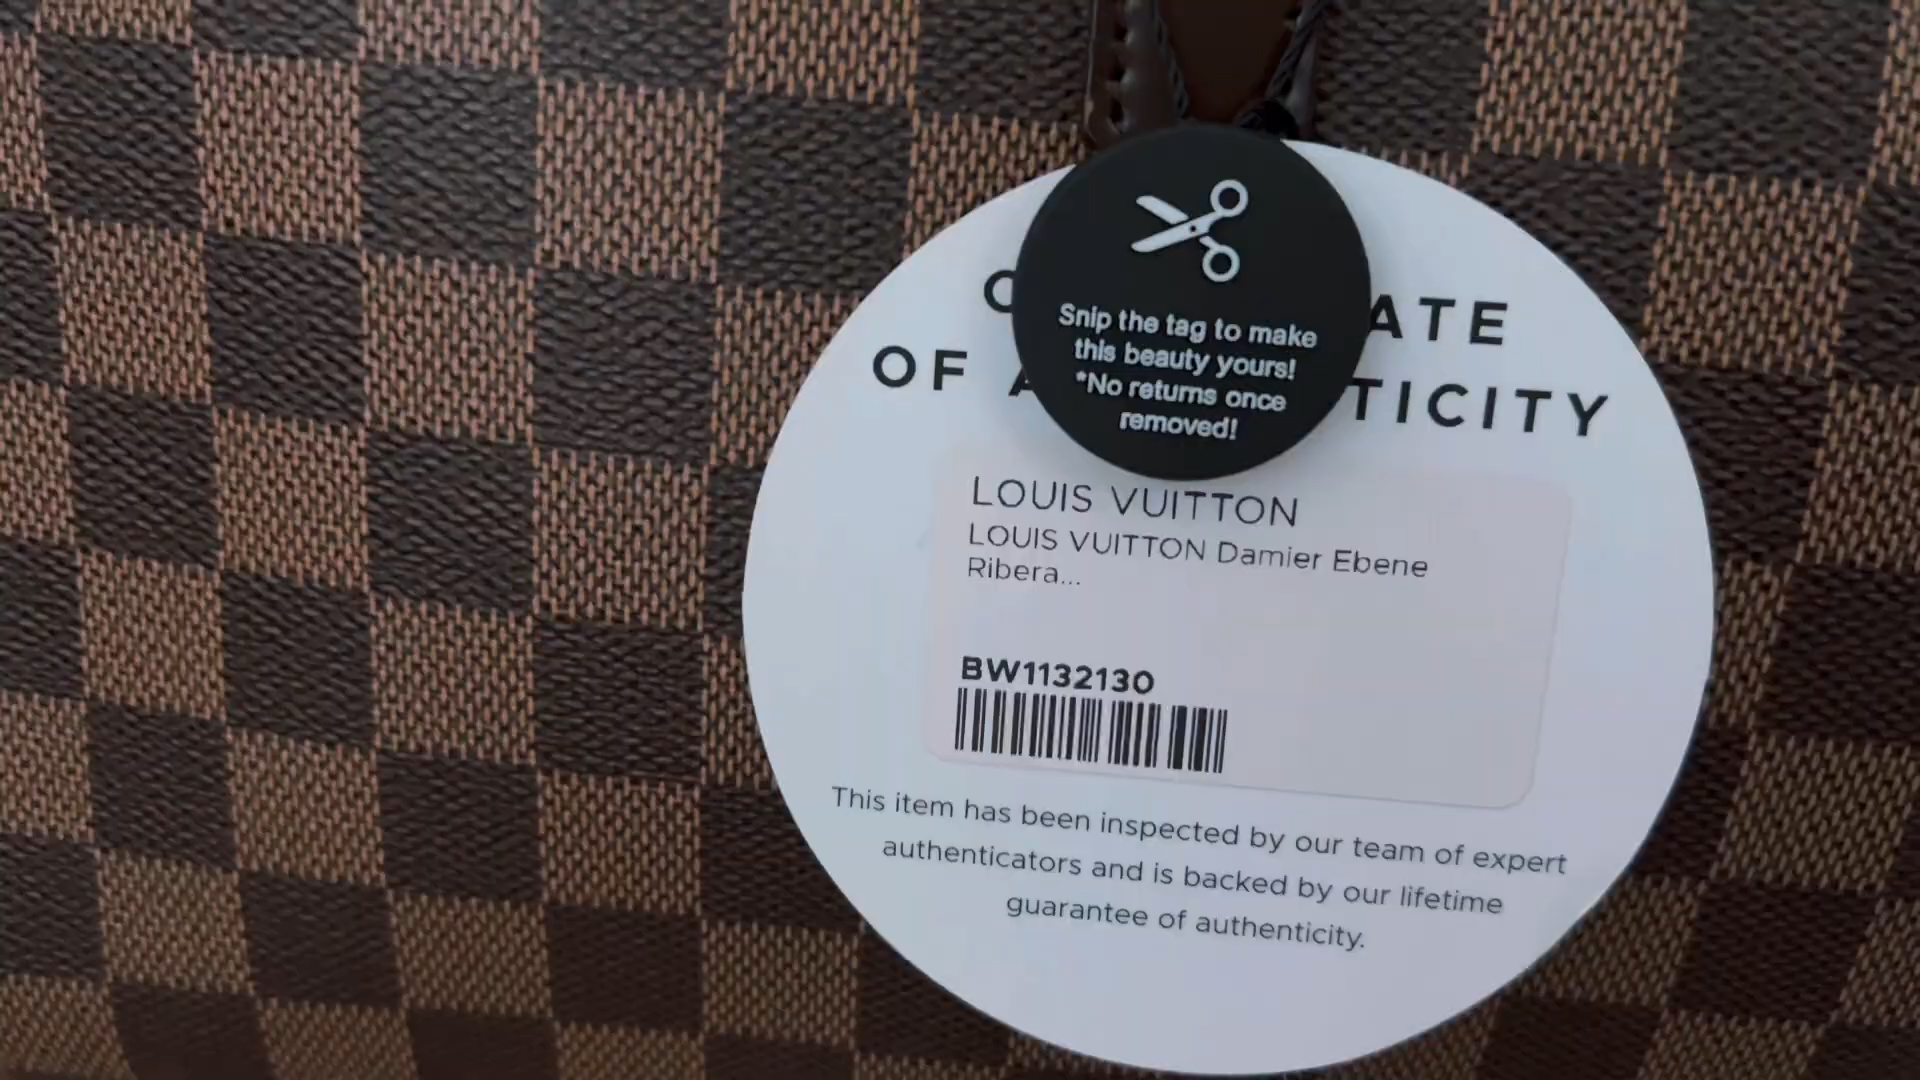 Snip the tag to make
this beauty yours!
*No returns once
removed!
OF
LOUIS VUITTON
LOUIS VUITTON Damier Ebene
Ribera...
BW1132130
This item has been inspected by our team of expert
authenticators and is backed by our lifetime
guarantee of authenticity.